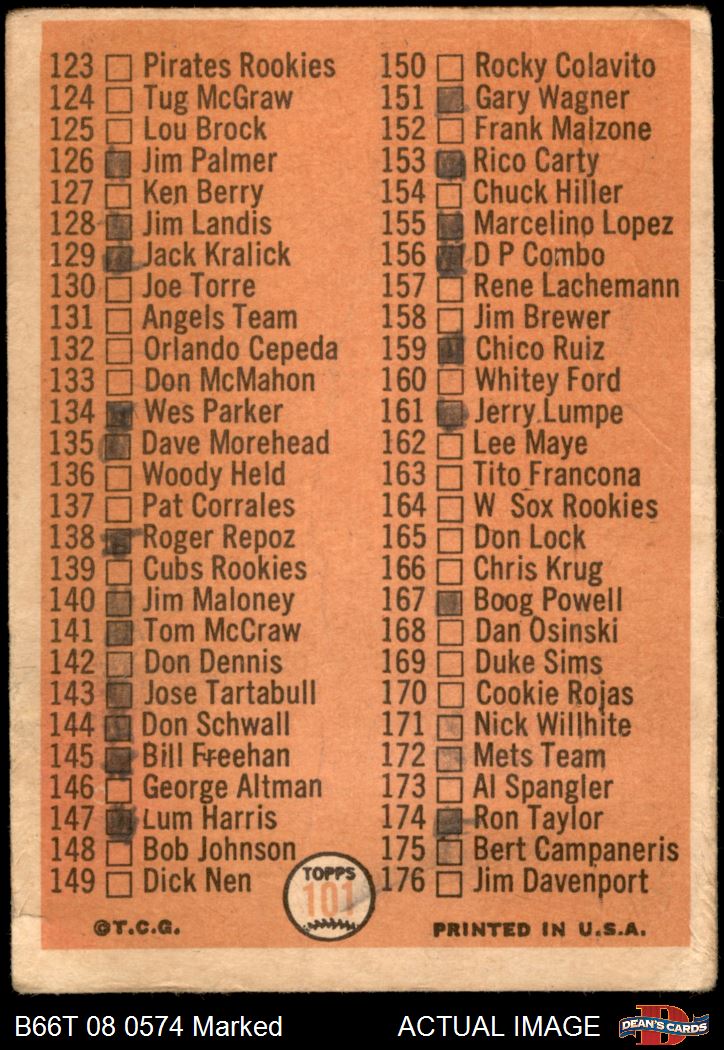 123 Pirates Rookies
124 Tug McGraw
125 Lou Brock
126 Jim Palmer
127 Ken Berry
128 Jim Landis
129 Jack Kralick
130 Joe Torre
131 Angels Team
132 Orlando Cepeda
133 Don McMahon
134 Wes Parker
135 Dave Morehead
136 Woody Held
137 Pat Corrales
138 Roger Repoz
139 Cubs Rookies
140 Jim Maloney
141 Tom McCraw
142 Don Dennis
143 Jose Tartabull
144 Don Schwall
145 Bill Freehan
146 George Altman
147 Lum Harris
148 Bob Johnson
149 Dick Nen
150 Rocky Colavito
151 Gary Wagner
152 Frank Malzone
153 Rico Carty
154 Chuck Hiller
155 Marcelino Lopez
156 D P Combo
157 Rene Lachemann
158 Jim Brewer
159 Chico Ruiz
160 Whitey Ford
161 Jerry Lumpe
162 Lee Maye
163 Tito Francona
164 W Sox Rookies
165 Don Lock
166 Chris Krug
167 Boog Powell
168 Dan Osinski
169 Duke Sims
170 Cookie Rojas
171 Nick Willhite
172 Mets Team
173 Al Spangler
174 Ron Taylor
175 Bert Campaneris
176 Jim Davenport
TOPPS
101
©T.C.G.
PRINTED IN U.S.A.
B66T 08 0574 Marked
ACTUAL IMAGE
D
DEAN'S CARDS